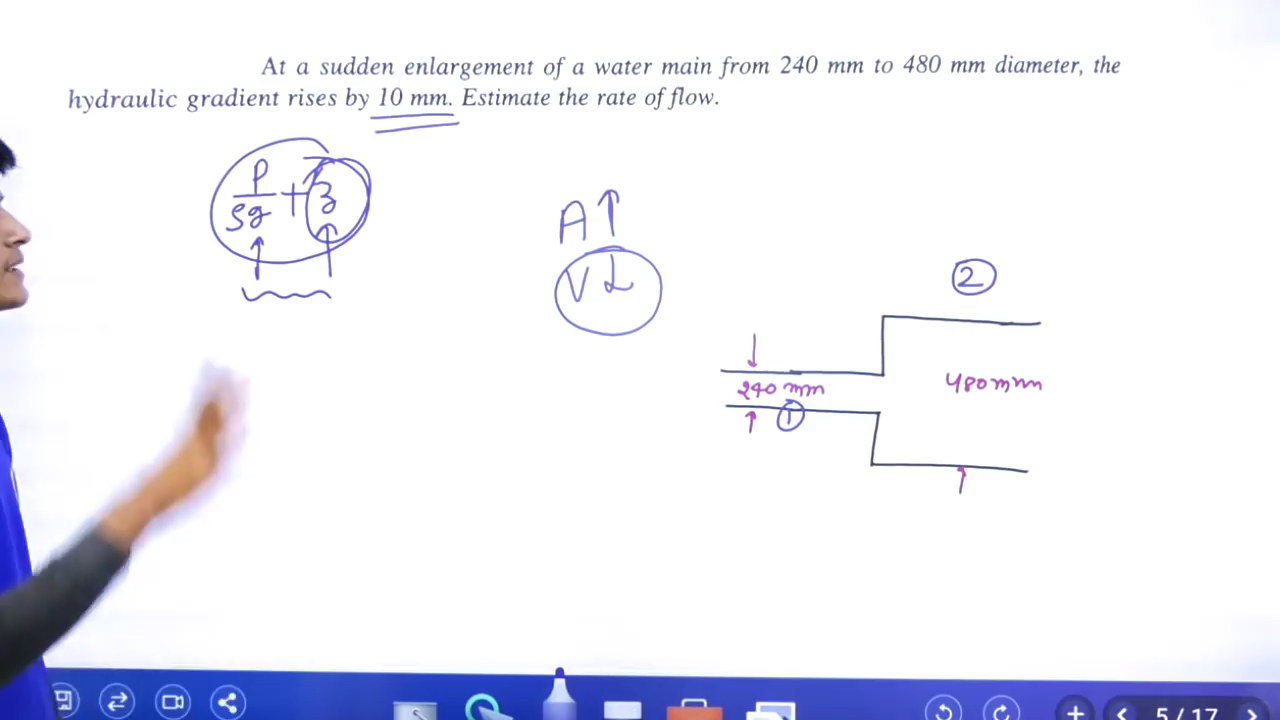 At a sudden enlargement of a water main from 240 mm to 480 mm diameter, the
hydraulic gradient rises by 10 mm. Estimate the rate of flow.
P/ρg + z
A↑
V↓
②
240 mm
480mm
①
5 / 17